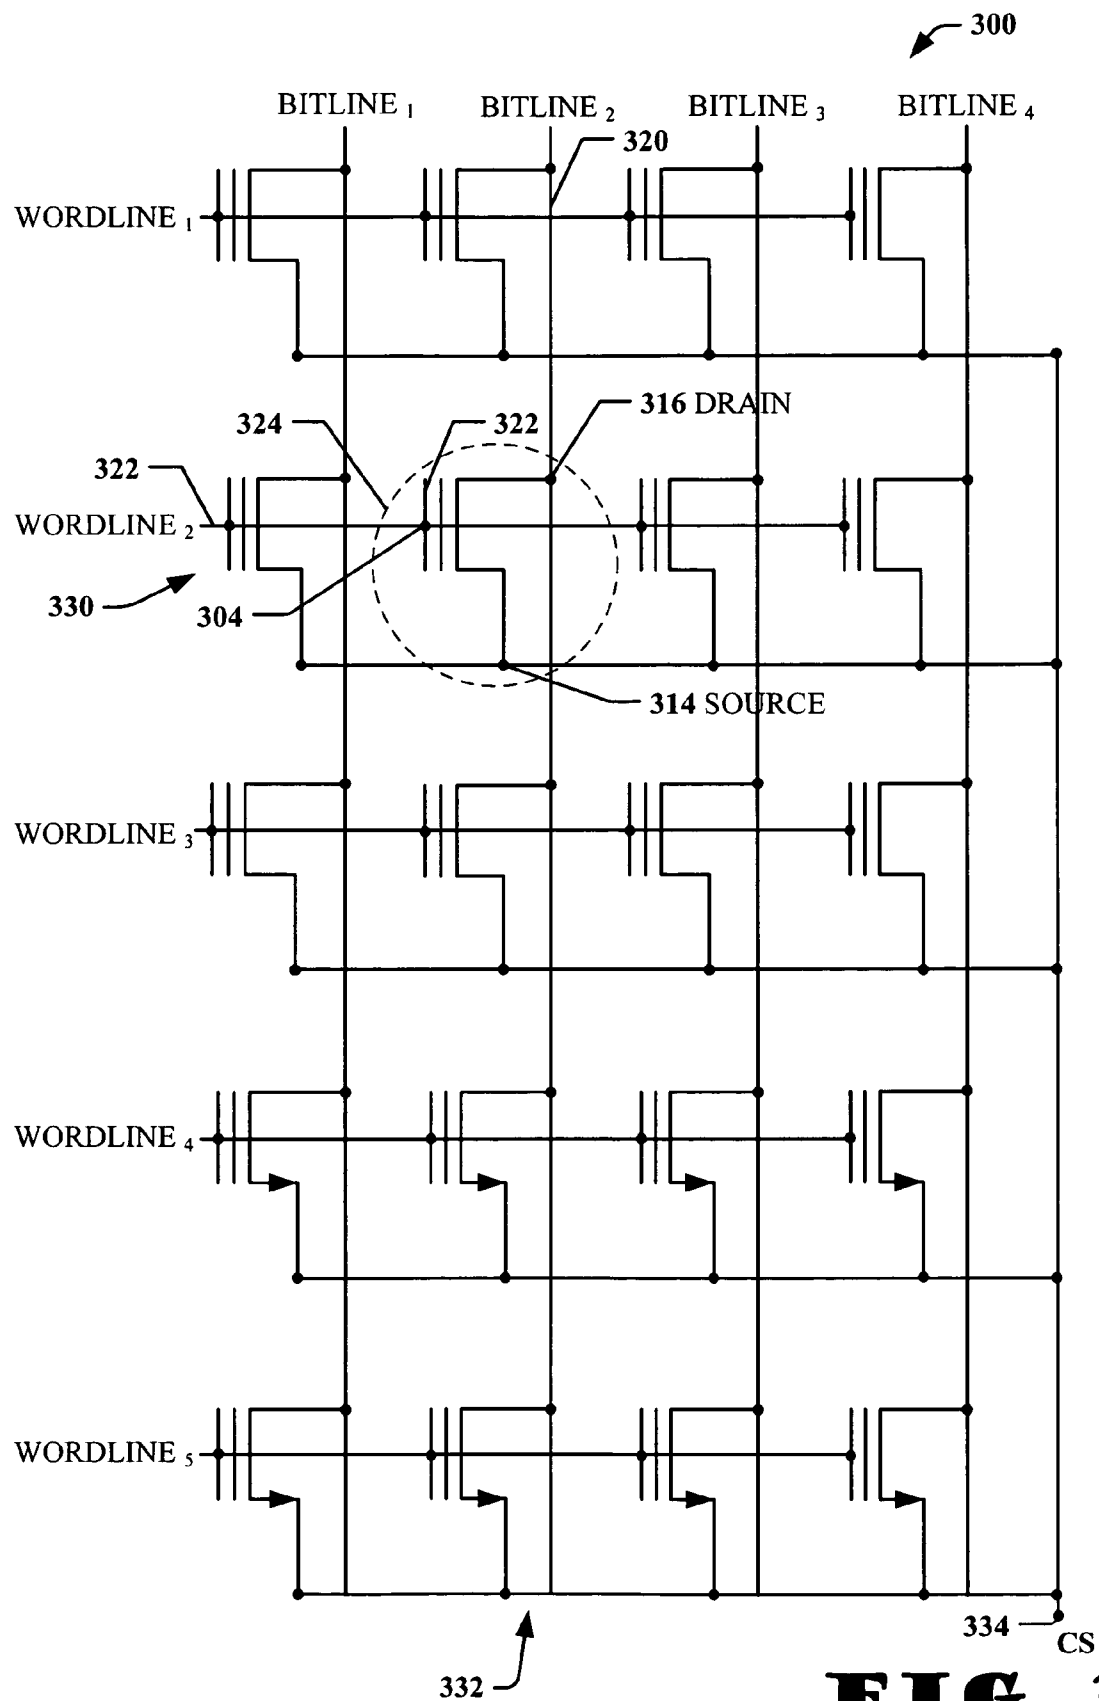 300
BITLINE 1 BITLINE 2 BITLINE 3 BITLINE 4
320
WORDLINE 1
316 DRAIN
324 322
322
WORDLINE 2
330 304
314 SOURCE
WORDLINE 3
WORDLINE 4
WORDLINE 5
334
CS
332
FIG